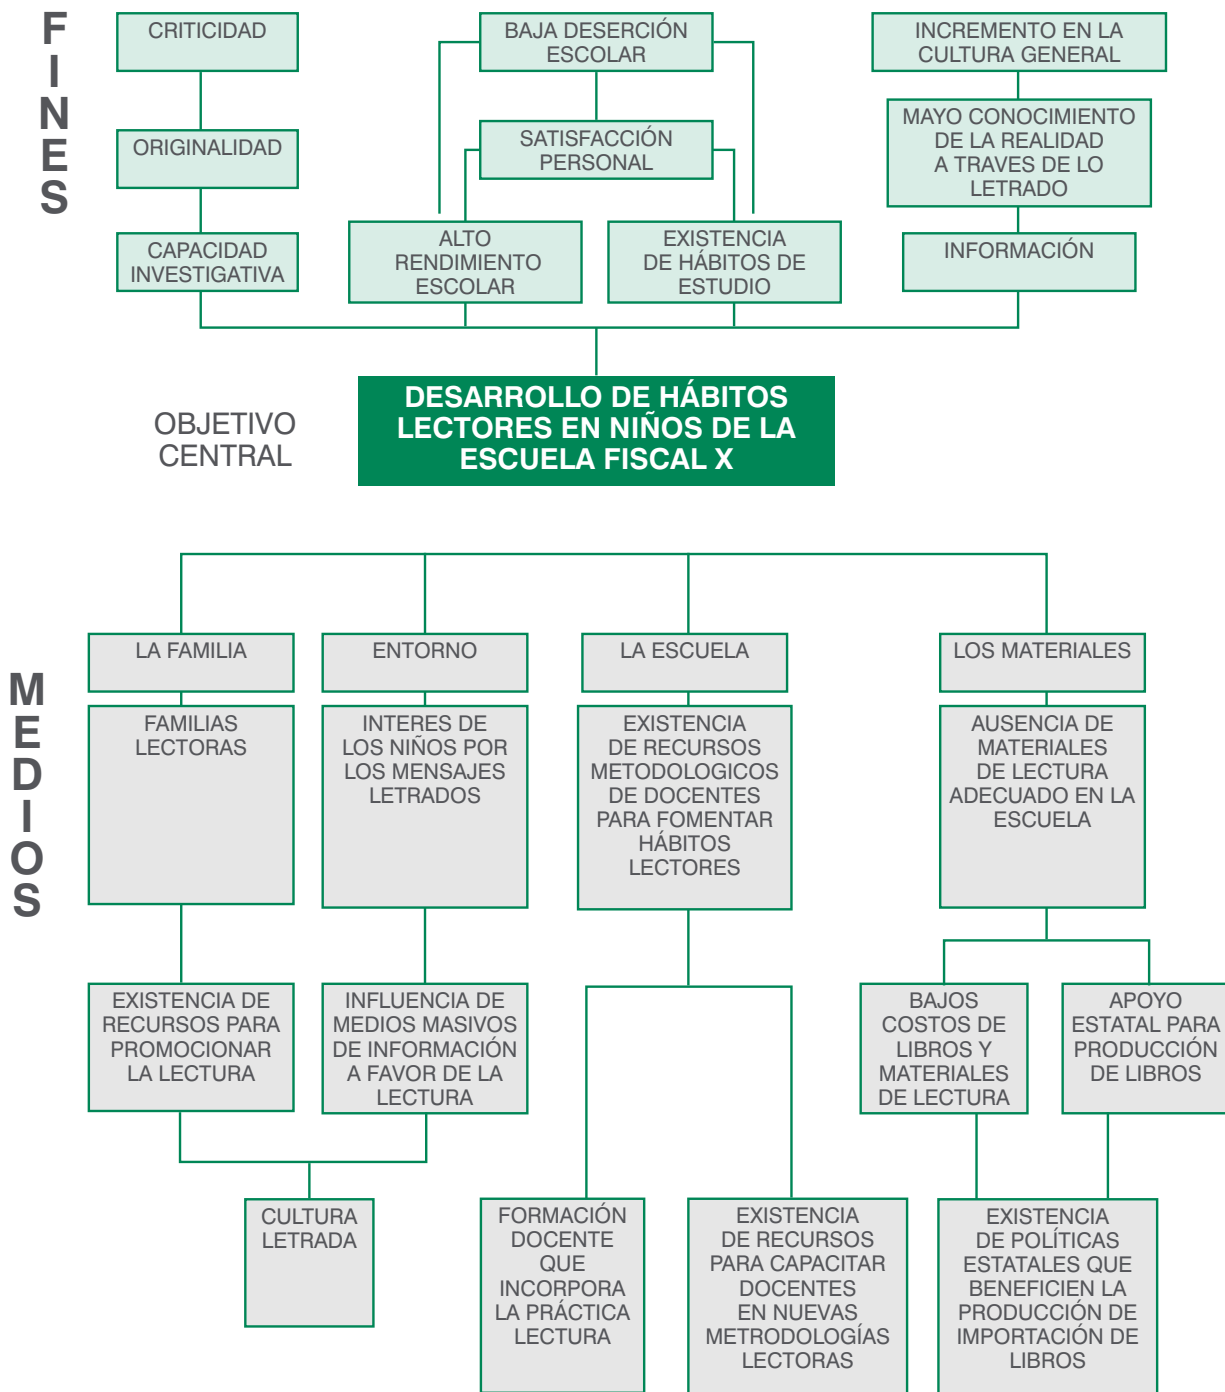 FINES
CRITICIDAD
BAJA DESERCIÓN
ESCOLAR
INCREMENTO EN LA
CULTURA GENERAL
ORIGINALIDAD
SATISFACCIÓN
PERSONAL
MAYO CONOCIMIENTO
DE LA REALIDAD
A TRAVES DE LO
LETRADO
CAPACIDAD
INVESTIGATIVA
ALTO
RENDIMIENTO
ESCOLAR
EXISTENCIA
DE HÁBITOS DE
ESTUDIO
INFORMACIÓN
OBJETIVO
CENTRAL
DESARROLLO DE HÁBITOS
LECTORES EN NIÑOS DE LA
ESCUELA FISCAL X
MEDIOS
LA FAMILIA
ENTORNO
LA ESCUELA
LOS MATERIALES
FAMILIAS
LECTORAS
INTERES DE
LOS NIÑOS POR
LOS MENSAJES
LETRADOS
EXISTENCIA
DE RECURSOS
METODOLOGICOS
DE DOCENTES
PARA FOMENTAR
HÁBITOS
LECTORES
AUSENCIA DE
MATERIALES
DE LECTURA
ADECUADO EN LA
ESCUELA
EXISTENCIA DE
RECURSOS PARA
PROMOCIONAR
LA LECTURA
INFLUENCIA DE
MEDIOS MASIVOS
DE INFORMACIÓN
A FAVOR DE LA
LECTURA
BAJOS
COSTOS DE
LIBROS Y
MATERIALES
DE LECTURA
APOYO
ESTATAL PARA
PRODUCCIÓN
DE LIBROS
CULTURA
LETRADA
FORMACIÓN
DOCENTE
QUE
INCORPORA
LA PRÁCTICA
LECTURA
EXISTENCIA
DE RECURSOS
PARA CAPACITAR
DOCENTES
EN NUEVAS
METRODOLOGÍAS
LECTORAS
EXISTENCIA
DE POLÍTICAS
ESTATALES QUE
BENEFICIEN LA
PRODUCCIÓN DE
IMPORTACIÓN DE
LIBROS